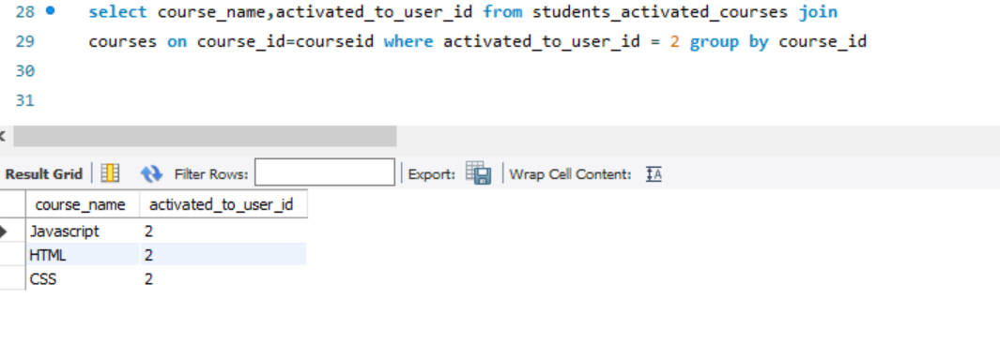 28 select course_name,activated_to_user_id from students_activated_courses join
29 courses on course_id=courseid where activated_to_user_id = 2 group by course_id
30
31
Result Grid Filter Rows: Export: Wrap Cell Content: IA
course_name activated_to_user_id
Javascript 2
HTML 2
CSS 2